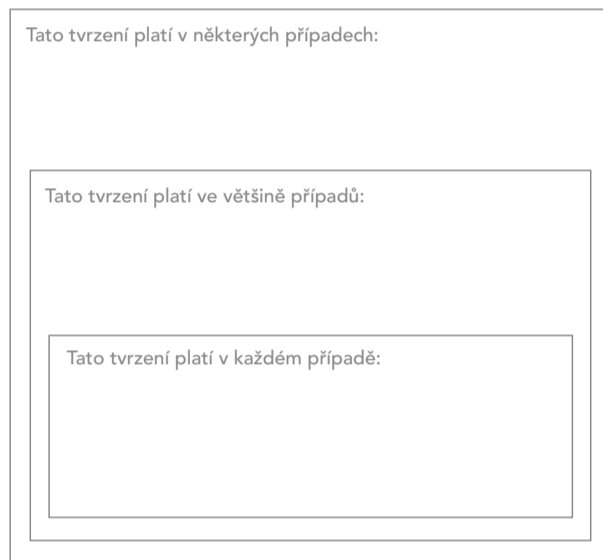 Tato tvrzení platí v některých případech:
Tato tvrzení platí ve většině případů:
Tato tvrzení platí v každém případě: